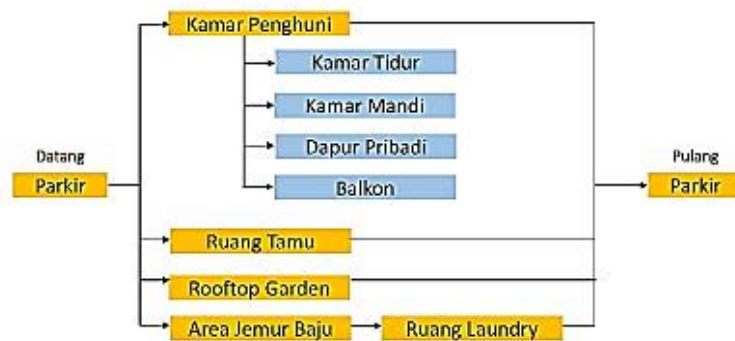 Kamar Penghuni
Kamar Tidur
Kamar Mandi
Dapur Pribadi
Balkon
Datang
Parkir
Pulang
Parkir
Ruang Tamu
Rooftop Garden
Area Jemur Baju
Ruang Laundry